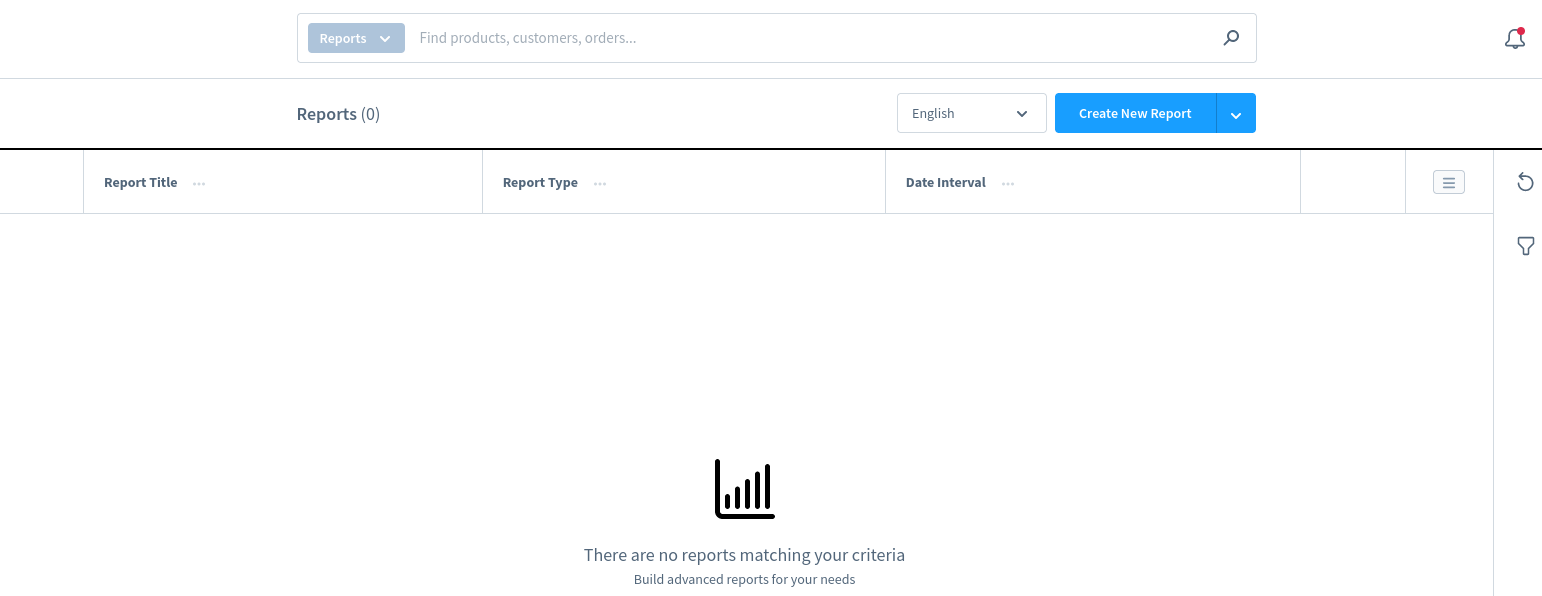 Reports
Find products, customers, orders...
Reports (0)
English
Create New Report
Report Title ...
Report Type ...
Date Interval ...
There are no reports matching your criteria
Build advanced reports for your needs